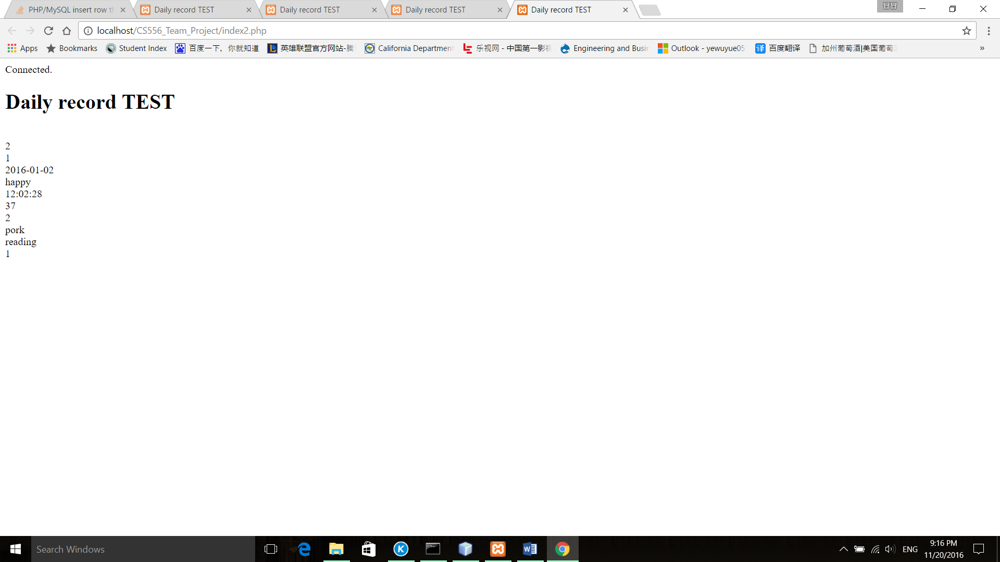 PHP/MySQL insert row th
Daily record TEST
Daily record TEST
Daily record TEST
Daily record TEST
冒冒
localhost/CS556_Team_Project/index2.php
Apps
Bookmarks
Student Index
百度一下，你就知道
英雄联盟官方网站-腾
California Department
乐视网 - 中国第一影视
Engineering and Busin
Outlook - yewuyue05
译 百度翻译
加州葡萄酒|美国葡萄酒
»
Connected.
Daily record TEST
2
1
2016-01-02
happy
12:02:28
37
2
pork
reading
1
Search Windows
ENG
9:16 PM
11/20/2016